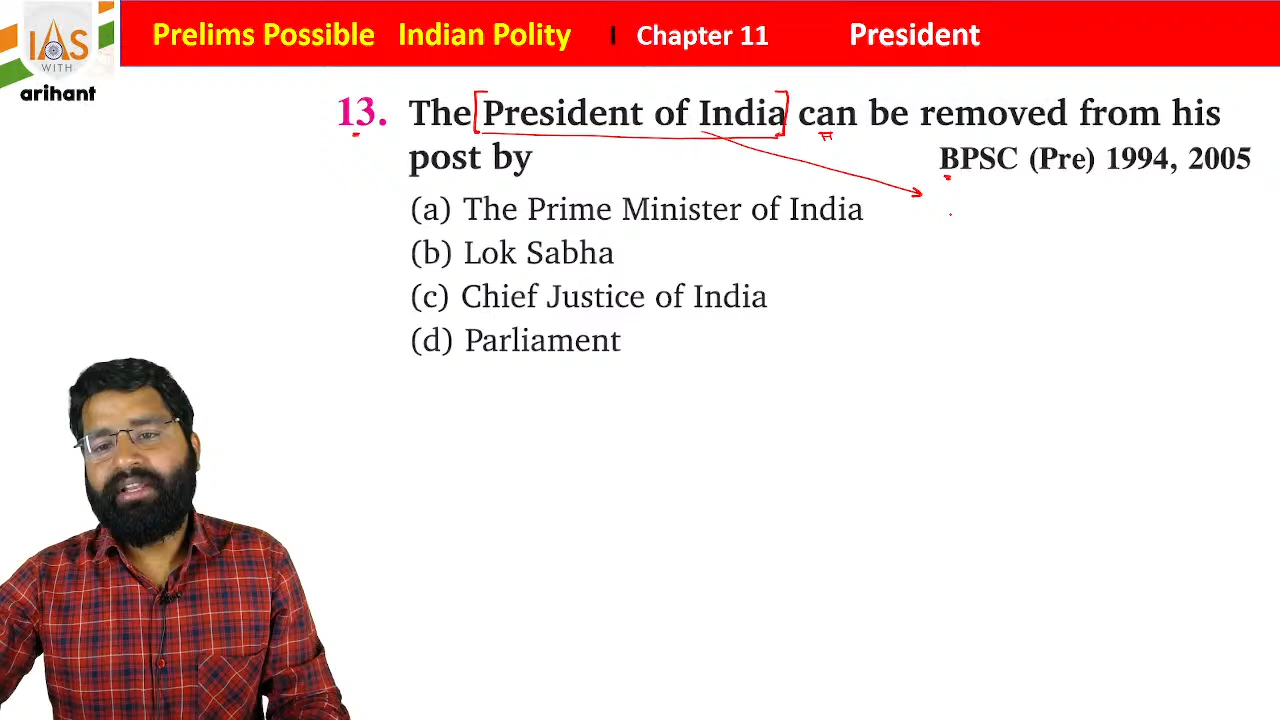 Prelims Possible Indian Polity I Chapter 11 President
IAS
WITH
arihant
13. The [President of India] can be removed from his
post by BPSC (Pre) 1994, 2005
(a) The Prime Minister of India
(b) Lok Sabha
(c) Chief Justice of India
(d) Parliament